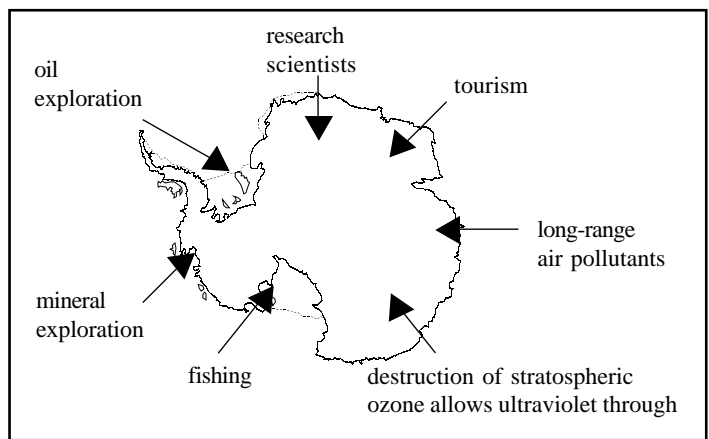 research
scientists
oil
exploration
tourism
long-range
air pollutants
mineral
exploration
fishing
destruction of stratospheric
ozone allows ultraviolet through